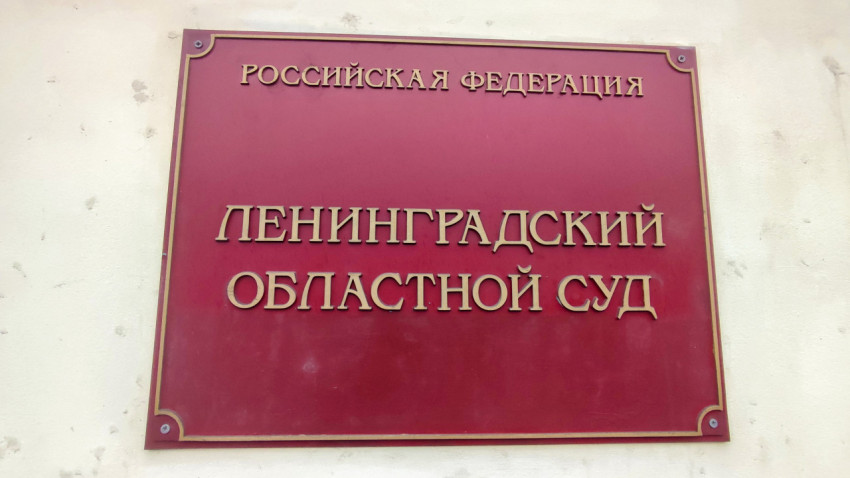 РОССИЙСКАЯ ФЕДЕРАЦИЯ
ЛЕНИНГРАДСКИЙ
ОБЛАСТНОЙ СУД